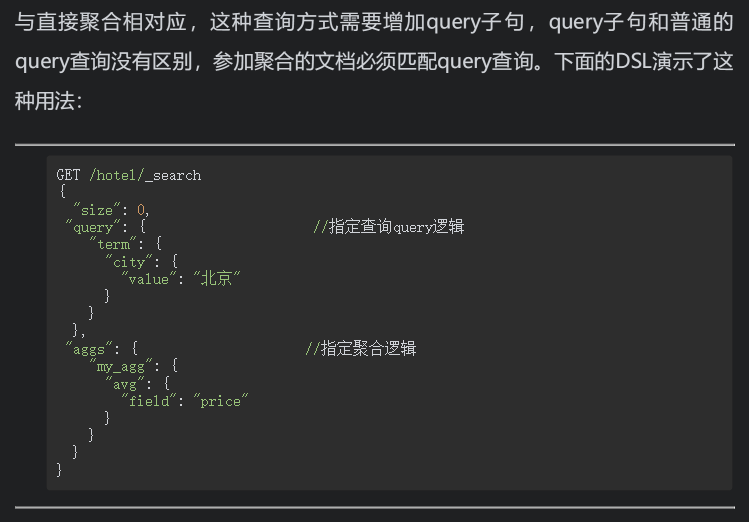 与直接聚合相对应，这种查询方式需要增加query子句，query子句和普通的
query查询没有区别，参加聚合的文档必须匹配query查询。下面的DSL演示了这
种用法：
GET /hotel/_search
{
  "size": 0,
 "query": {                    //指定查询query逻辑
    "term": {
      "city": {
        "value": "北京"
      }
    }
  },
 "aggs": {                    //指定聚合逻辑
    "my_agg": {
      "avg": {
        "field": "price"
      }
    }
  }
}